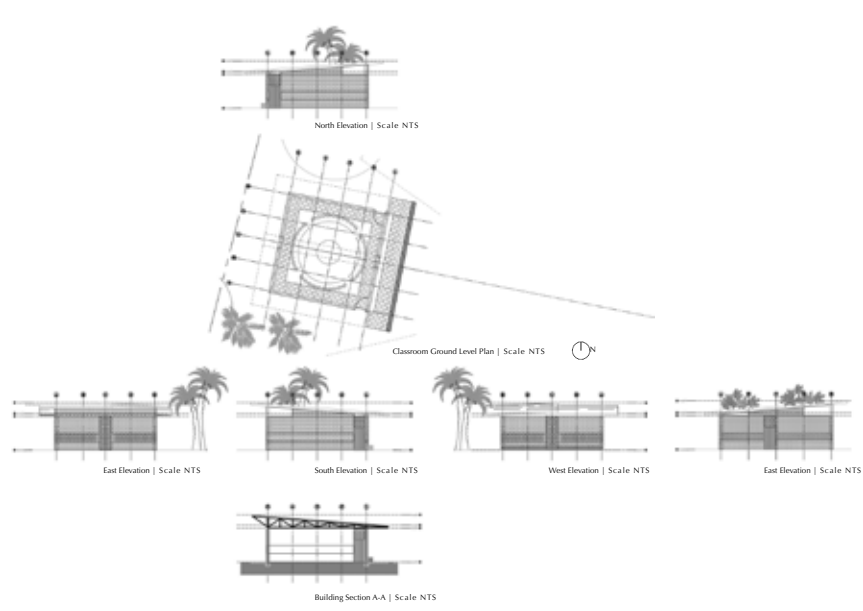 North Elevation | Scale NTS
Classroom Ground Level Plan | Scale NTS
N
East Elevation | Scale NTS
South Elevation | Scale NTS
West Elevation | Scale NTS
East Elevation | Scale NTS
Building Section A-A | Scale NTS